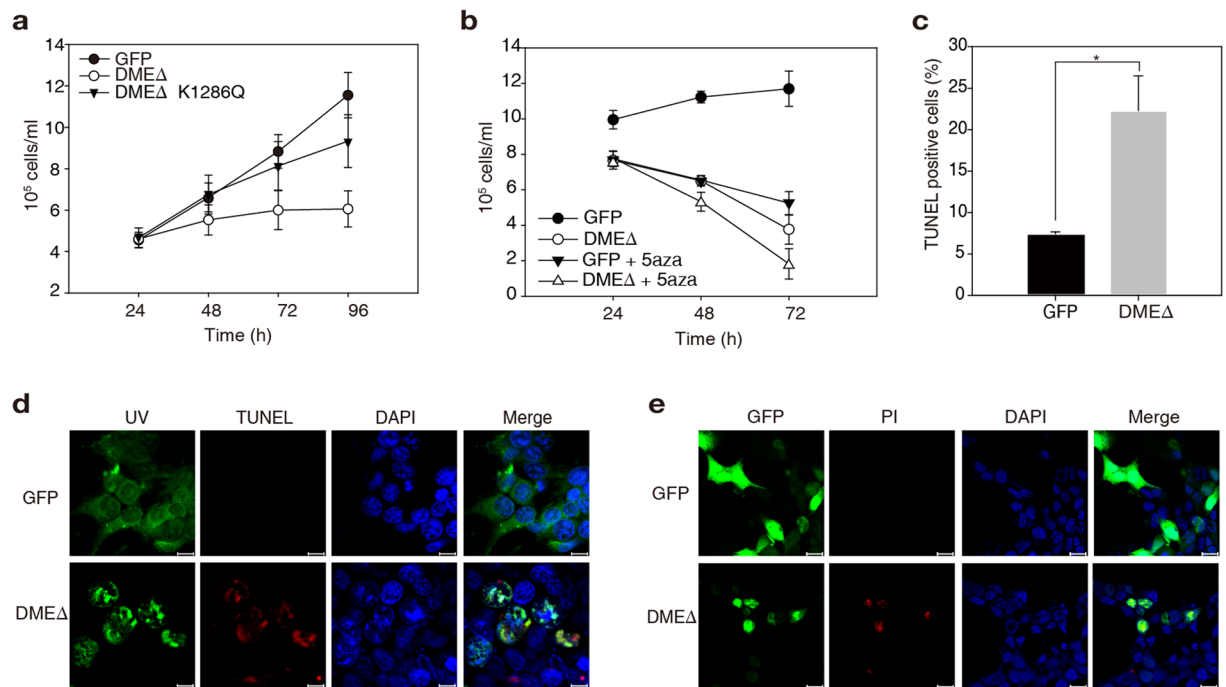 a
14
12
10
8
6
4
2
10⁵ cells/ml
GFP
DMEΔ
DMEΔ K1286Q
24 48 72 96
Time (h)
b
14
12
10
8
6
4
2
0
10⁵ cells/ml
GFP
DMEΔ
GFP + 5aza
DMEΔ + 5aza
24 48 72
Time (h)
c
30
25
20
15
10
5
0
TUNEL positive cells (%)
*
GFP DMEΔ
d
UV TUNEL DAPI Merge
GFP
DMEΔ
e
GFP PI DAPI Merge
GFP
DMEΔ